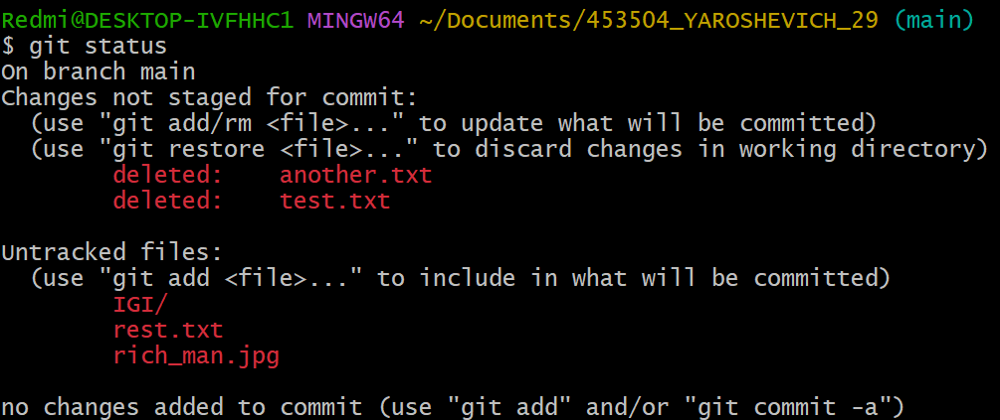 Redmi@DESKTOP-IVFHHC1 MINGW64 ~/Documents/453504_YAROSHEVICH_29 (main)
$ git status
On branch main
Changes not staged for commit:
  (use "git add/rm <file>..." to update what will be committed)
  (use "git restore <file>..." to discard changes in working directory)
        deleted:    another.txt
        deleted:    test.txt

Untracked files:
  (use "git add <file>..." to include in what will be committed)
        IGI/
        rest.txt
        rich_man.jpg

no changes added to commit (use "git add" and/or "git commit -a")